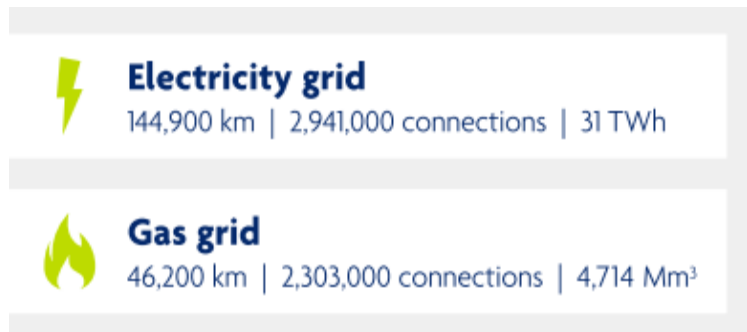 Electricity grid
144,900 km | 2,941,000 connections | 31 TWh
Gas grid
46,200 km | 2,303,000 connections | 4,714 Mm³